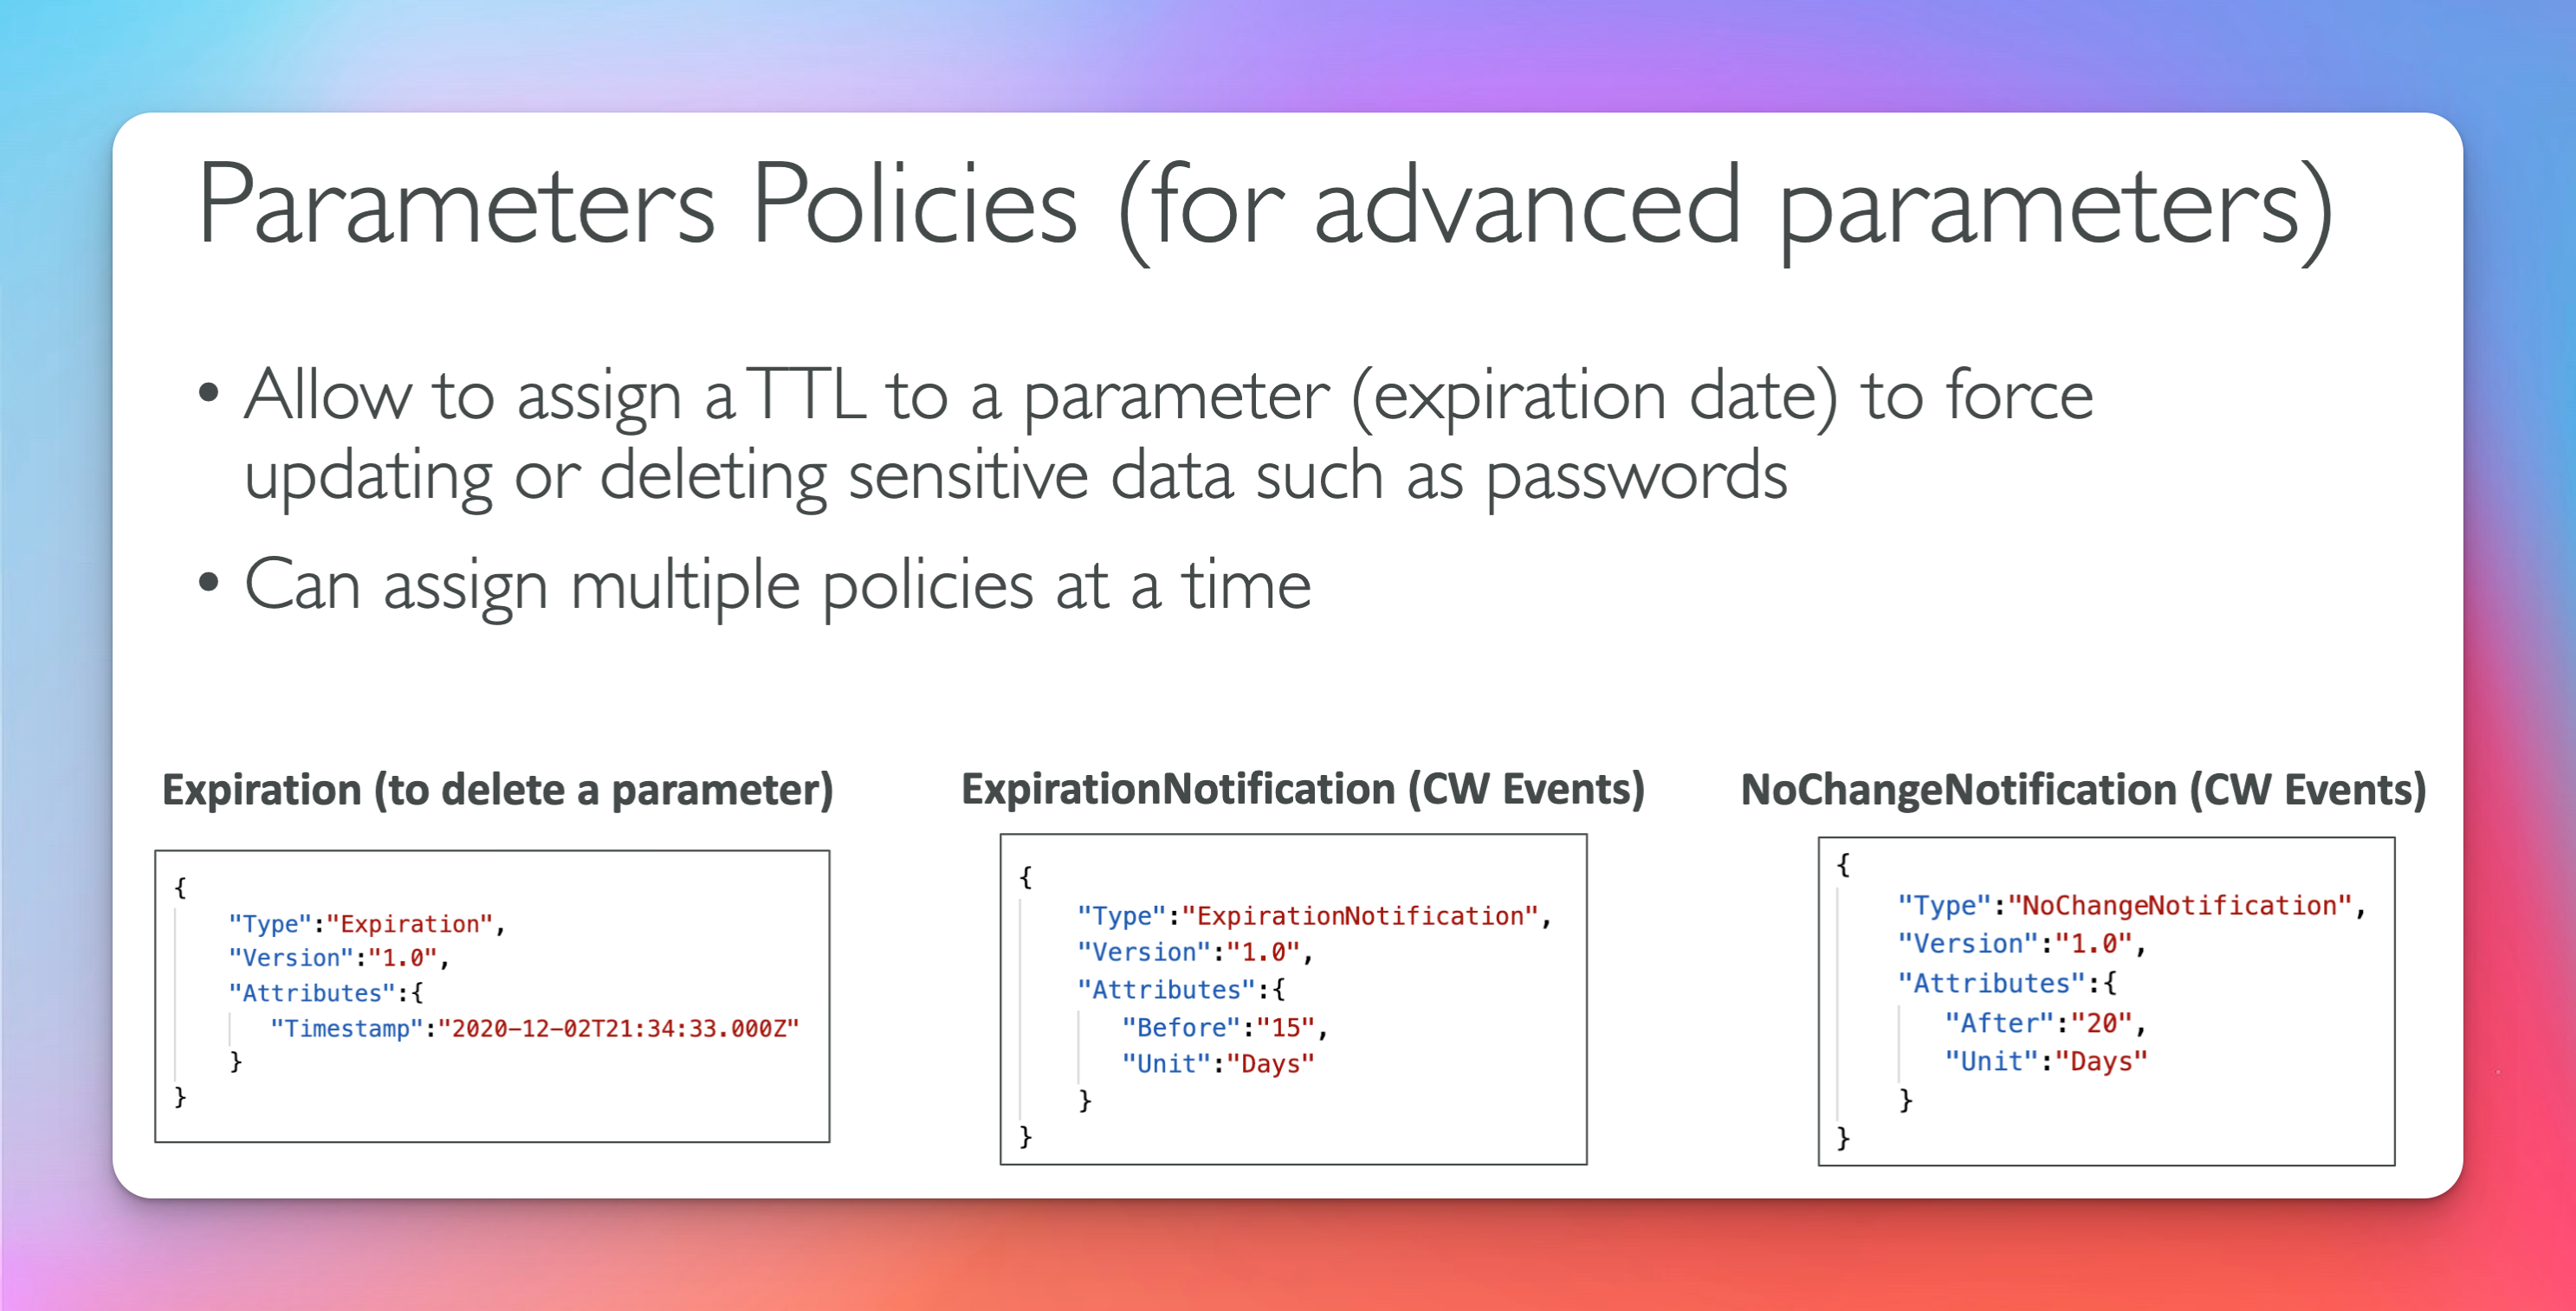 Parameters Policies (for advanced parameters)
• Allow to assign a TTL to a parameter (expiration date) to force
updating or deleting sensitive data such as passwords
• Can assign multiple policies at a time
Expiration (to delete a parameter)
{
"Type":"Expiration",
"Version":"1.0",
"Attributes":{
"Timestamp":"2020-12-02T21:34:33.000Z"
}
}
ExpirationNotification (CW Events)
{
"Type":"ExpirationNotification",
"Version":"1.0",
"Attributes":{
"Before":"15",
"Unit":"Days"
}
}
NoChangeNotification (CW Events)
{
"Type":"NoChangeNotification",
"Version":"1.0",
"Attributes":{
"After":"20",
"Unit":"Days"
}
}